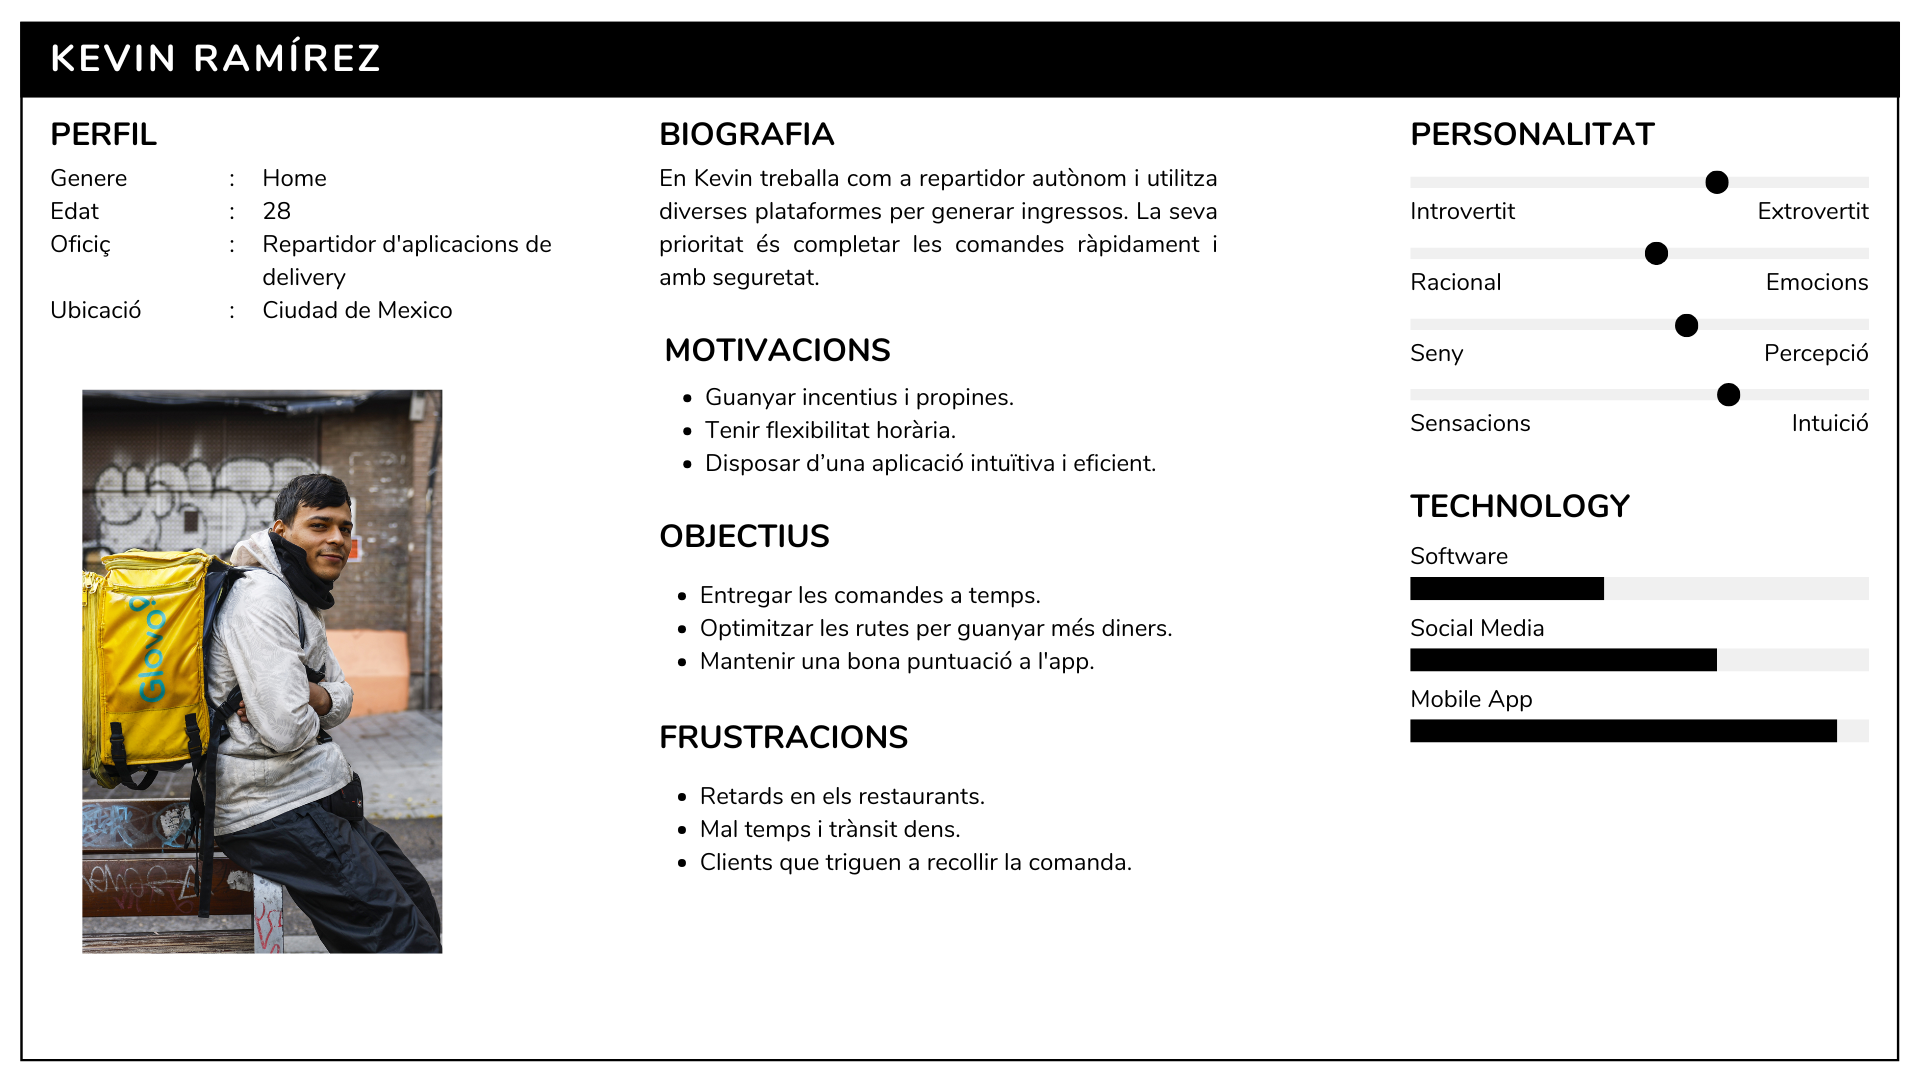 KEVIN RAMÍREZ
PERFIL
Genere : Home
Edat : 28
Oficiç : Repartidor d'aplicacions de
delivery
Ubicació : Ciudad de Mexico
Glovo
BIOGRAFIA
En Kevin treballa com a repartidor autònom i utilitza
diverses plataformes per generar ingressos. La seva
prioritat és completar les comandes ràpidament i
amb seguretat.
MOTIVACIONS
• Guanyar incentius i propines.
• Tenir flexibilitat horària.
• Disposar d’una aplicació intuïtiva i eficient.
OBJECTIUS
• Entregar les comandes a temps.
• Optimitzar les rutes per guanyar més diners.
• Mantenir una bona puntuació a l'app.
FRUSTRACIONS
• Retards en els restaurants.
• Mal temps i trànsit dens.
• Clients que triguen a recollir la comanda.
PERSONALITAT
Introvertit Extrovertit
Racional Emocions
Seny Percepció
Sensacions Intuició
TECHNOLOGY
Software
Social Media
Mobile App